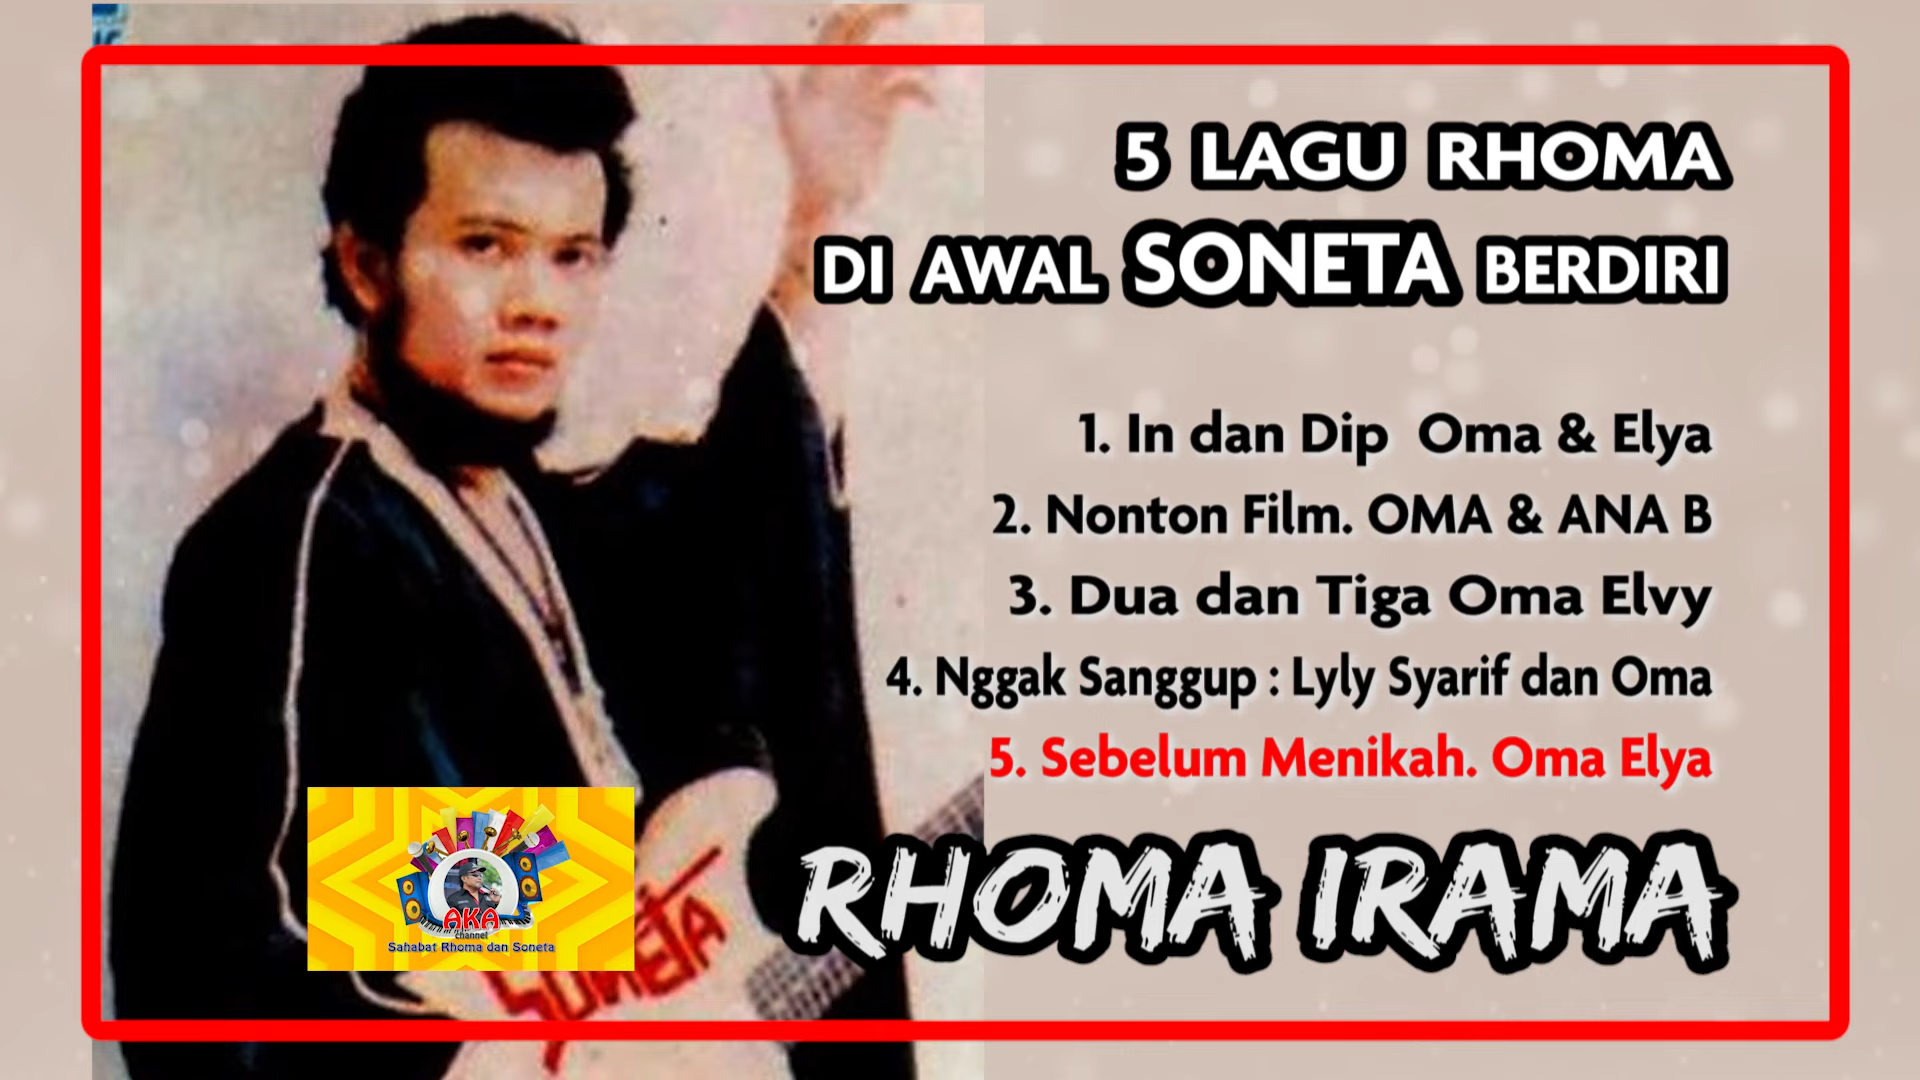 5 LAGU RHOMA
DI AWAL SONETA BERDIRI
1. In dan Dip Oma & Elya
2. Nonton Film. OMA & ANA B
3. Dua dan Tiga Oma Elvy
4. Nggak Sanggup : Lyly Syarif dan Oma
5. Sebelum Menikah. Oma Elya
RHOMA IRAMA
AKA
channel
Sahabat Rhoma dan Soneta
SONETA